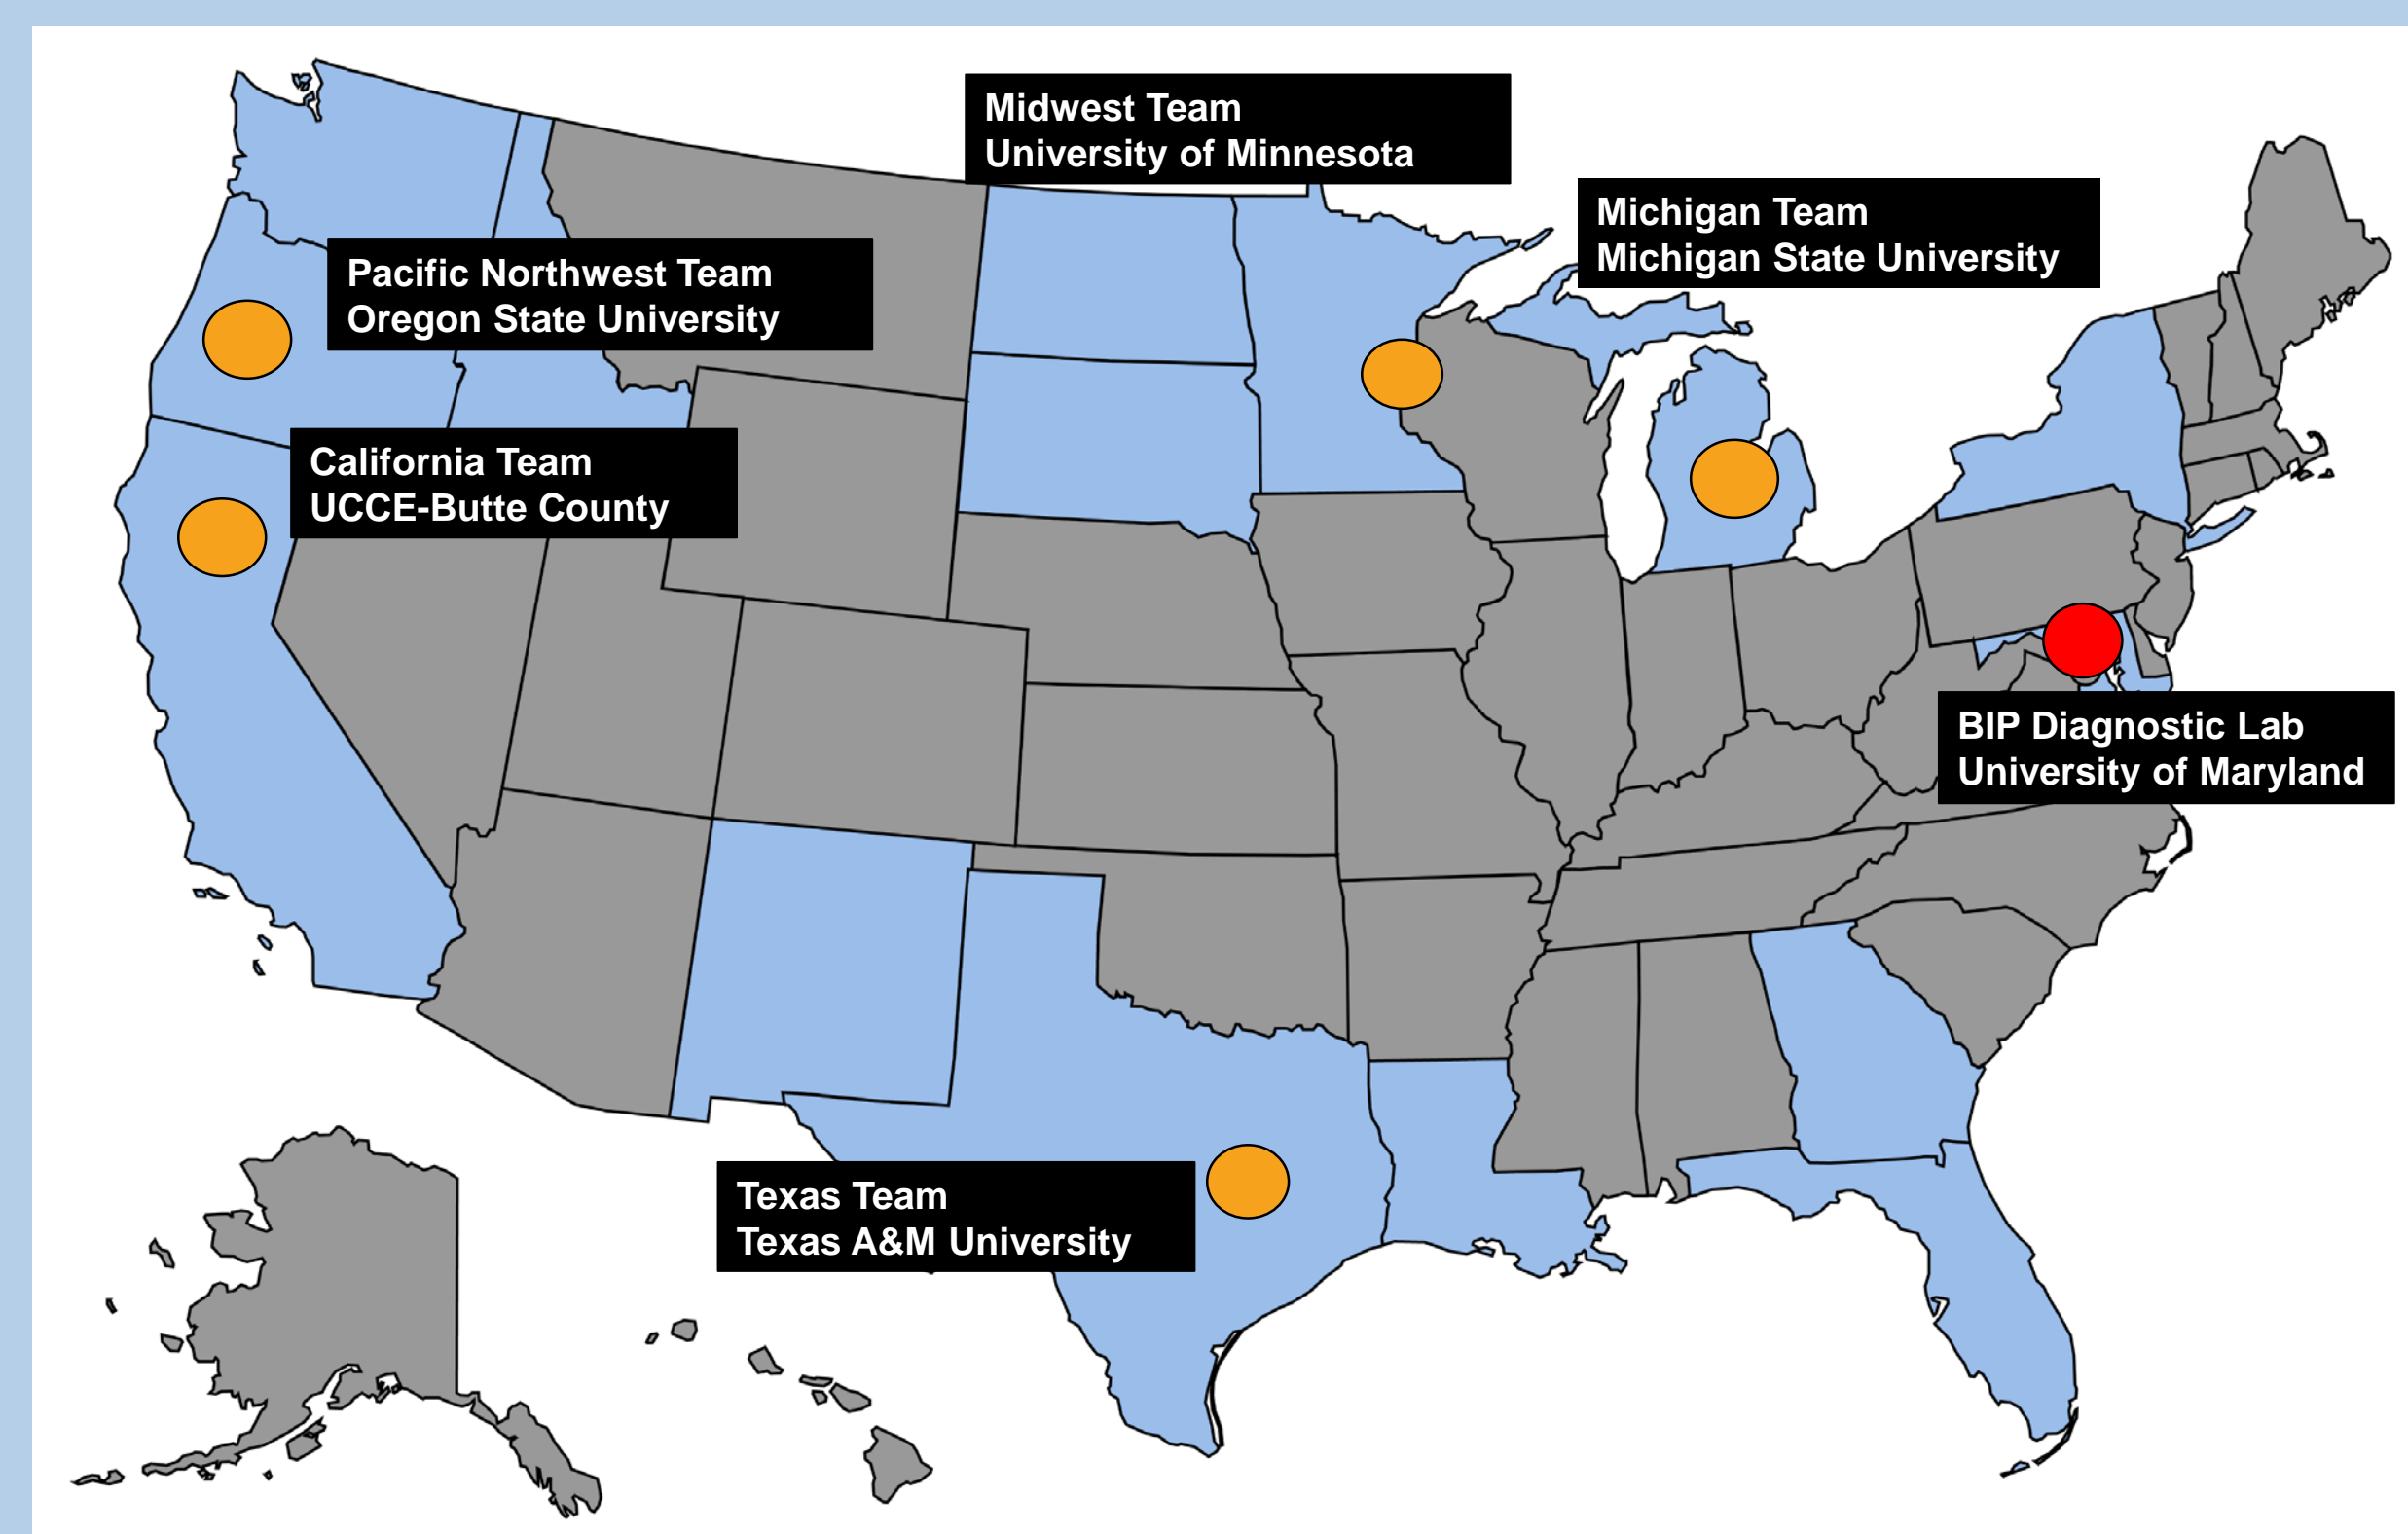 Midwest Team
University of Minnesota
Michigan Team
Michigan State University
Pacific Northwest Team
Oregon State University
California Team
UCCE-Butte County
BIP Diagnostic Lab
University of Maryland
Texas Team
Texas A&M University